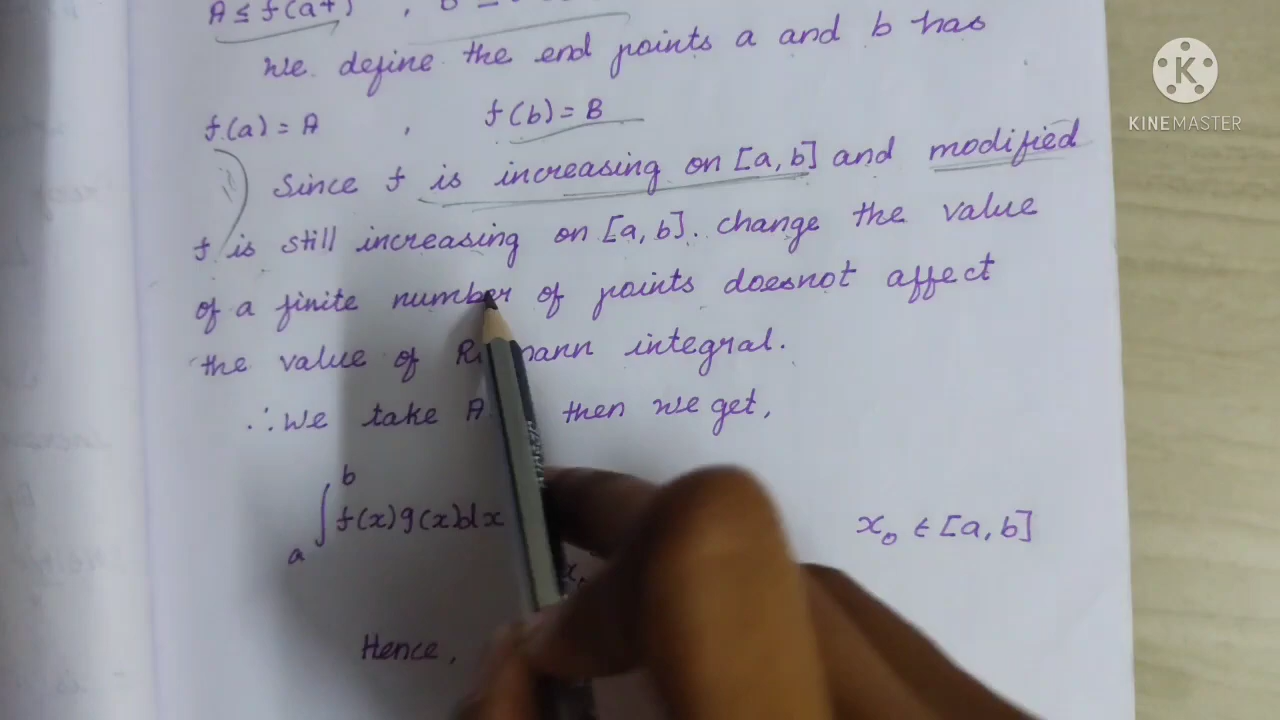 A ≤ f(a+)
We define the end points a and b has
KINEMASTER
f(a) = A , f(b) = B
Since f is increasing on [a, b] and modified
f is still increasing on [a, b]. change the value
of a finite number of points doesnot affect
the value of integral.
∴ We take A then we get,
∫ₐᵇ f(x)g(x)dx x₀ ∈ [a, b]
Hence,